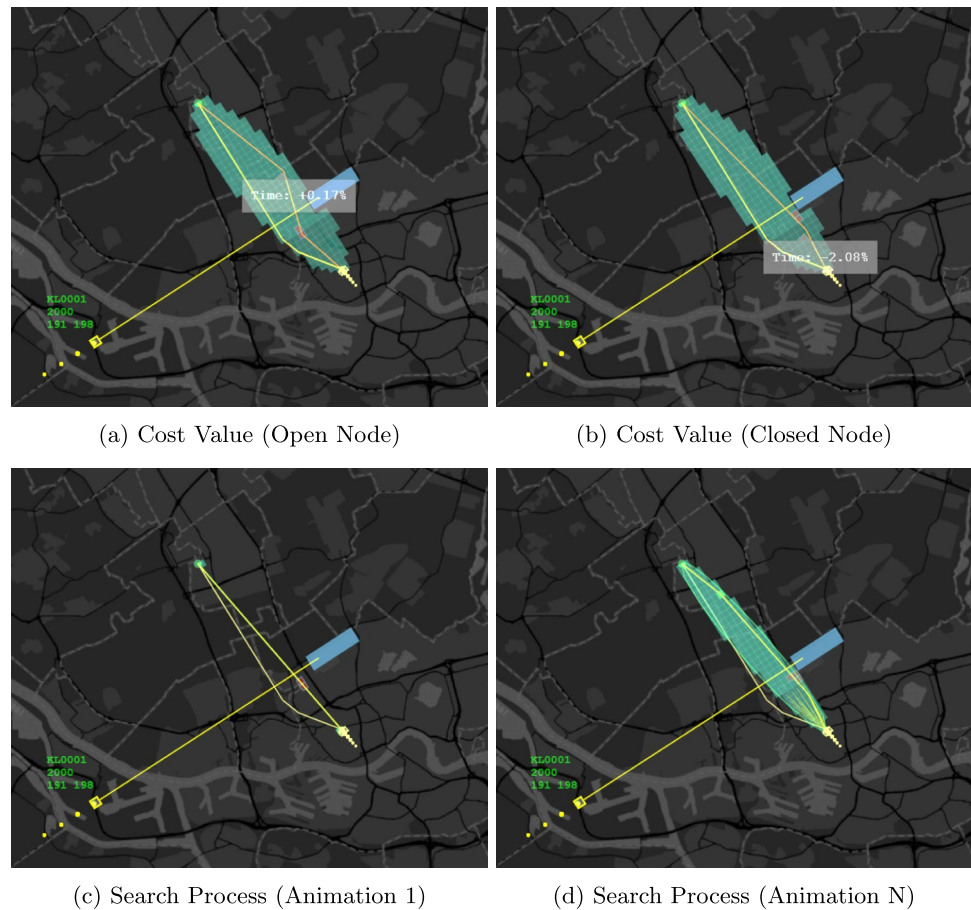 Time: +0.17%
KL0001
2000
191 198
(a) Cost Value (Open Node)
Time: -2.08%
KL0001
2000
191 198
(b) Cost Value (Closed Node)
KL0001
2000
191 198
(c) Search Process (Animation 1)
KL0001
2000
191 198
(d) Search Process (Animation N)